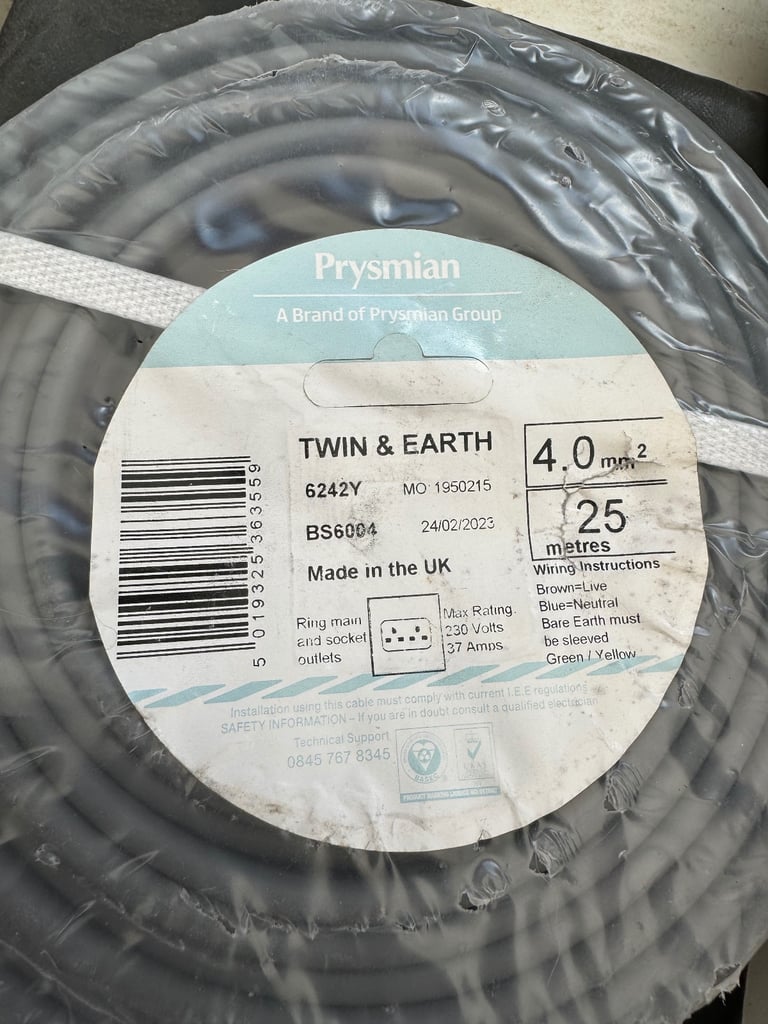 Prysmian
A Brand of Prysmian Group
TWIN & EARTH
6242Y MO 1950215
BS6004 24/02/2023
Made in the UK
4.0 mm²
25
metres
Ring main
and socket
outlets
Max Rating.
230 Volts
37 Amps
Wiring Instructions
Brown=Live
Blue=Neutral
Bare Earth must
be sleeved
Green / Yellow
5 019325 363559
Installation using this cable must comply with current I.E.E regulations
SAFETY INFORMATION – If you are in doubt consult a qualified electrician
Technical Support
0845 767 8345
BASEC